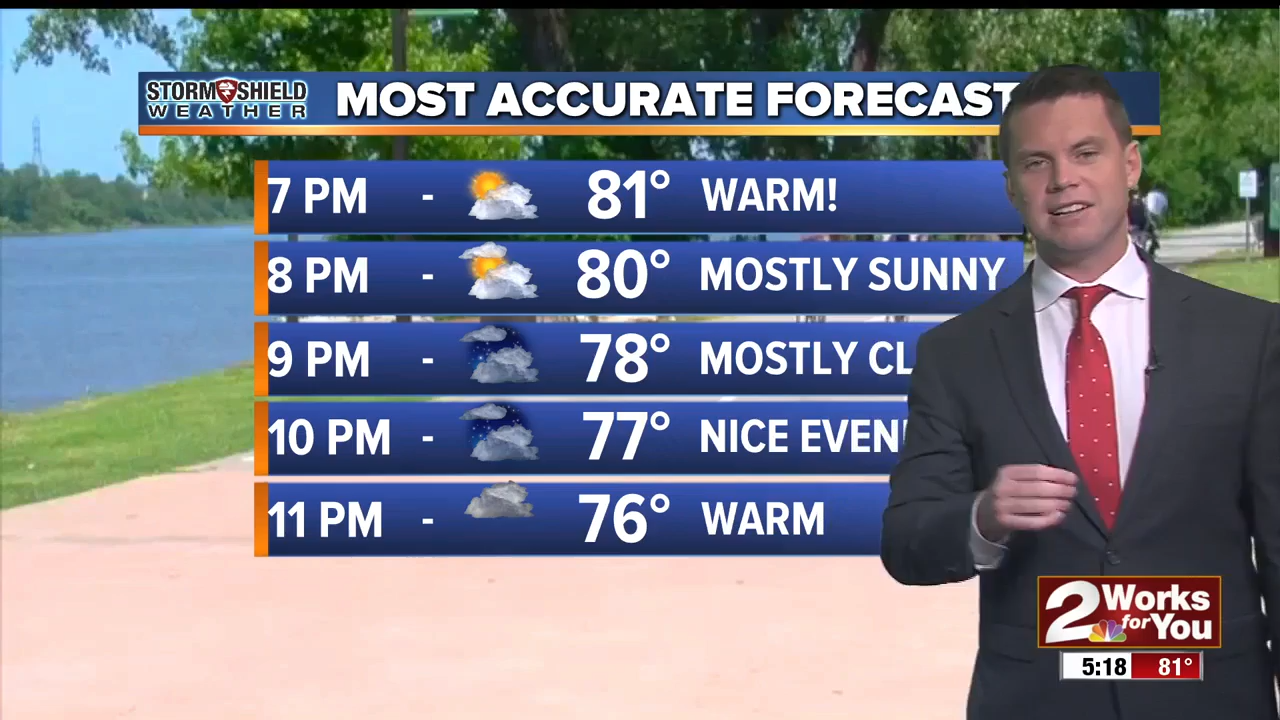 STORM SHIELD
WEATHER
MOST ACCURATE FORECAST
7 PM - 81° WARM!
8 PM - 80° MOSTLY SUNNY
9 PM - 78° MOSTLY CL
10 PM - 77° NICE EVEN
11 PM - 76° WARM
2 Works
for You
5:18 81°